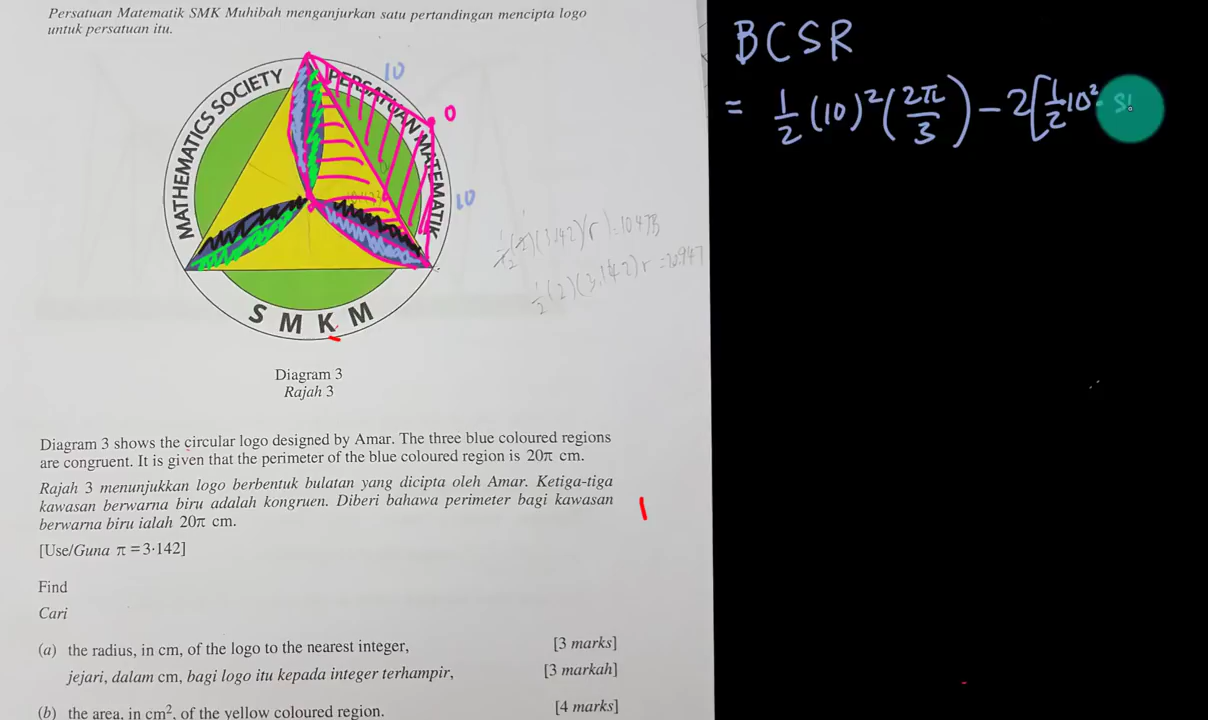 Persatuan Matematik SMK Muhibah menganjurkan satu pertandingan mencipta logo
untuk persatuan itu.
MATHEMATICS SOCIETY
PERSATUAN MATEMATIK
SMKM
10
0
10
Diagram 3
Rajah 3
Diagram 3 shows the circular logo designed by Amar. The three blue coloured regions
are congruent. It is given that the perimeter of the blue coloured region is 20π cm.
Rajah 3 menunjukkan logo berbentuk bulatan yang dicipta oleh Amar. Ketiga-tiga
kawasan berwarna biru adalah kongruen. Diberi bahawa perimeter bagi kawasan
berwarna biru ialah 20π cm.
[Use/Guna π = 3·142]
Find
Cari
(a) the radius, in cm, of the logo to the nearest integer, [3 marks]
jejari, dalam cm, bagi logo itu kepada integer terhampir, [3 markah]
(b) the area, in cm², of the yellow coloured region. [4 marks]
BCSR
= 1/2 (10)² (2π/3) - 2[1/2 10²